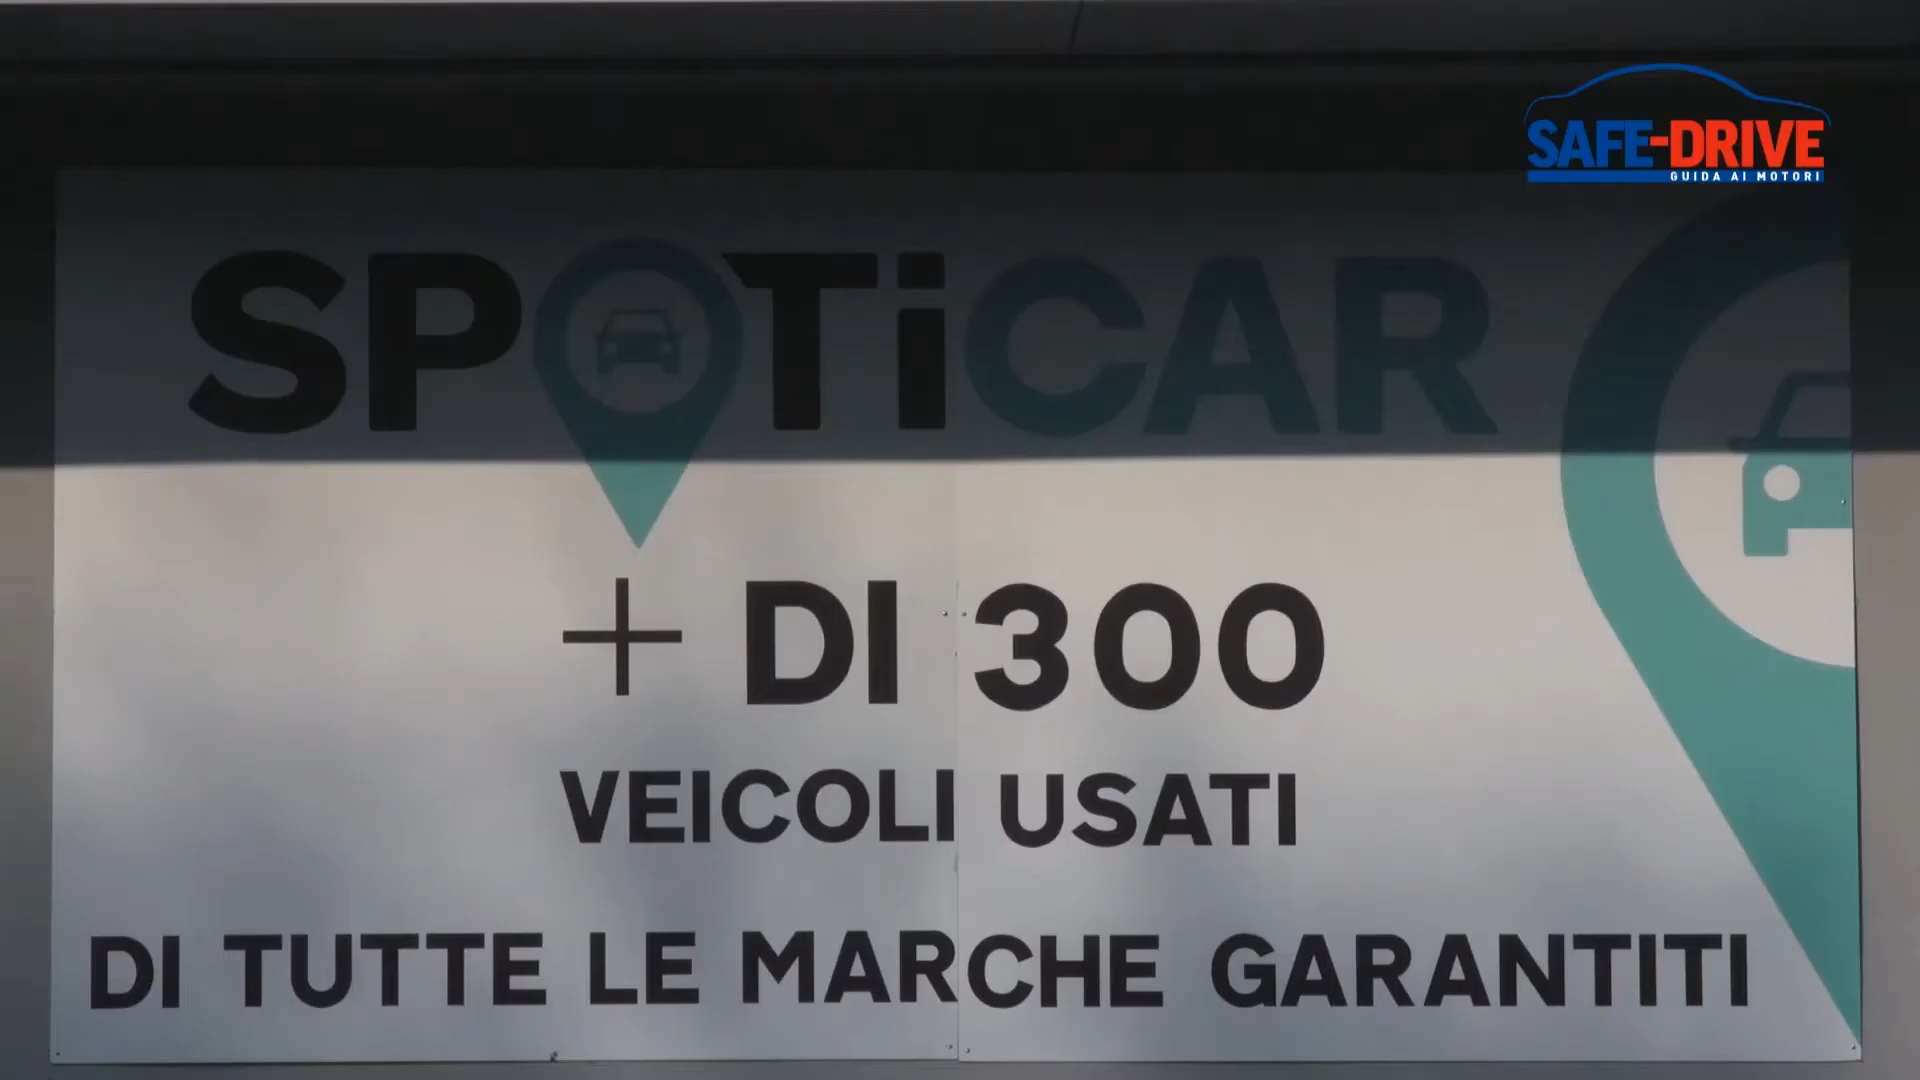 SAFE-DRIVE
GUIDA AI MOTORI
SPOTiCAR
+ DI 300
VEICOLI USATI
DI TUTTE LE MARCHE GARANTITI